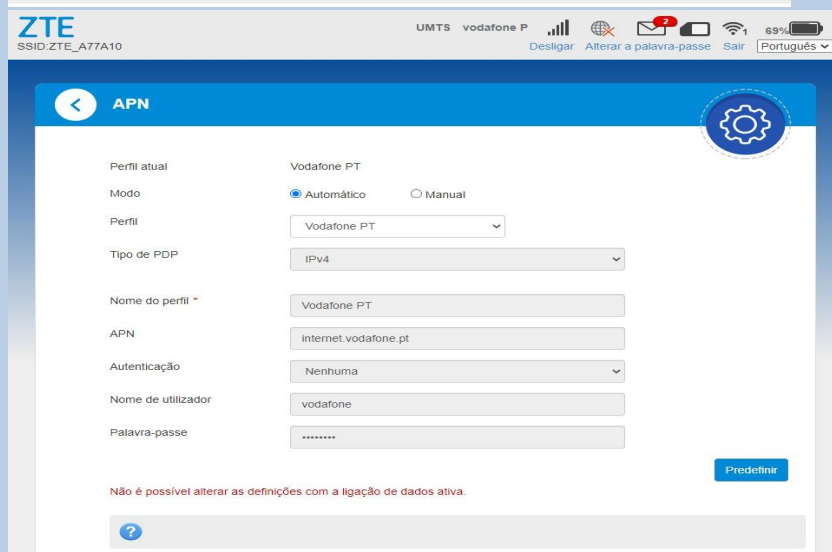 ZTE
SSID:ZTE_A77A10
UMTS vodafone P 2 1 69%
Desligar Alterar a palavra-passe Sair Português
APN
Perfil atual Vodafone PT
Modo Automático Manual
Perfil Vodafone PT
Tipo de PDP IPv4
Nome do perfil * Vodafone PT
APN internet.vodafone.pt
Autenticação Nenhuma
Nome de utilizador vodafone
Palavra-passe ••••••••
Predefinir
Não é possível alterar as definições com a ligação de dados ativa.
?